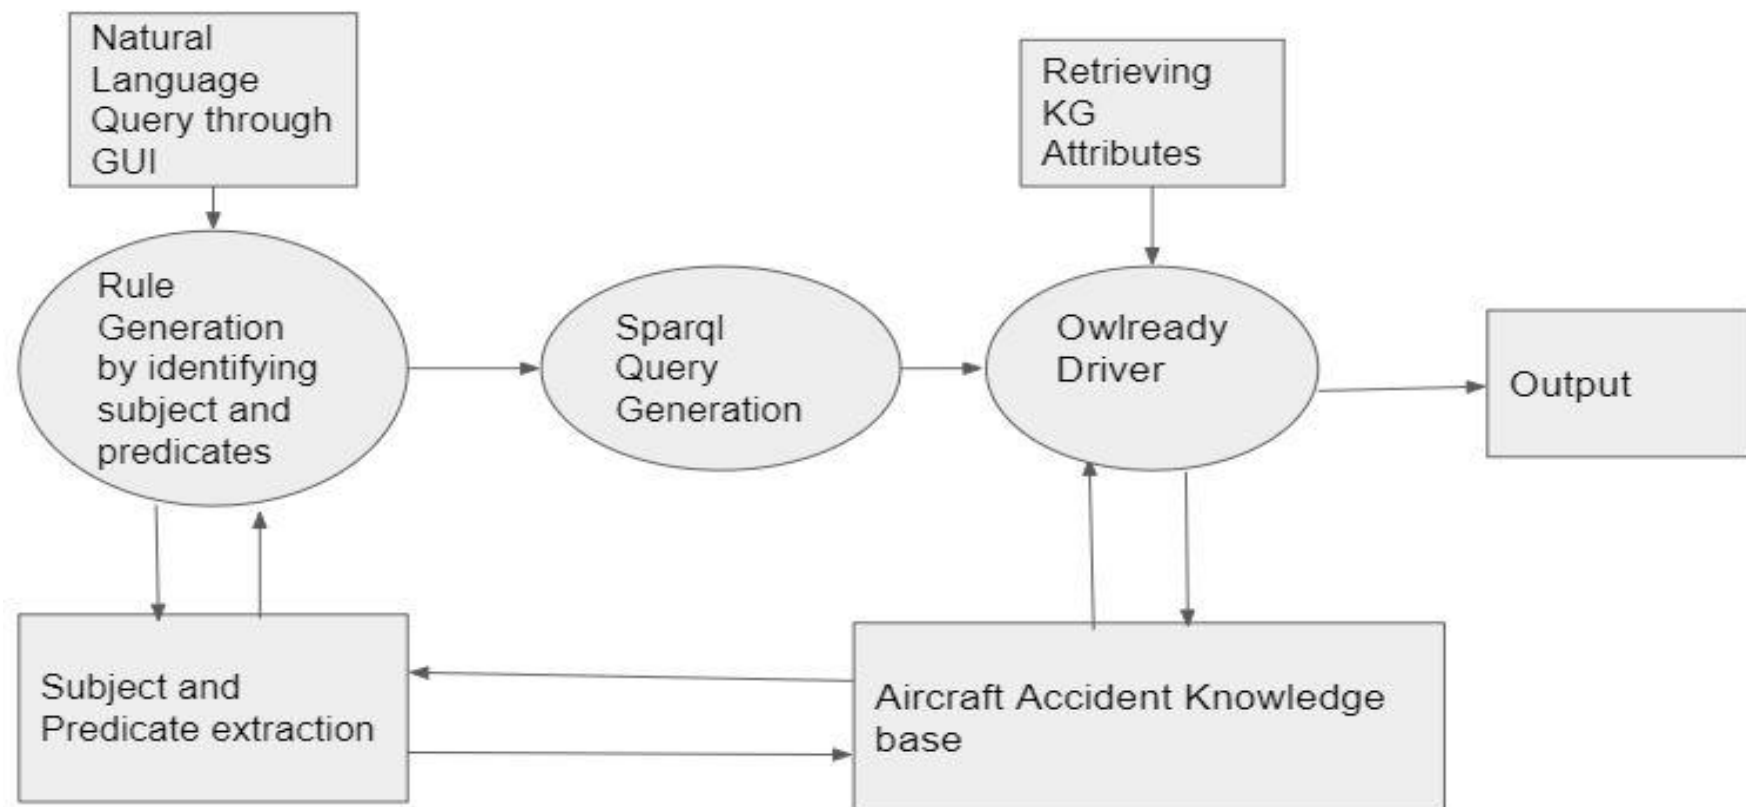 Natural
Language
Query through
GUI
Retrieving
KG
Attributes
Rule
Generation
by identifying
subject and
predicates
Sparql
Query
Generation
Owlready
Driver
Output
Subject and
Predicate extraction
Aircraft Accident Knowledge
base